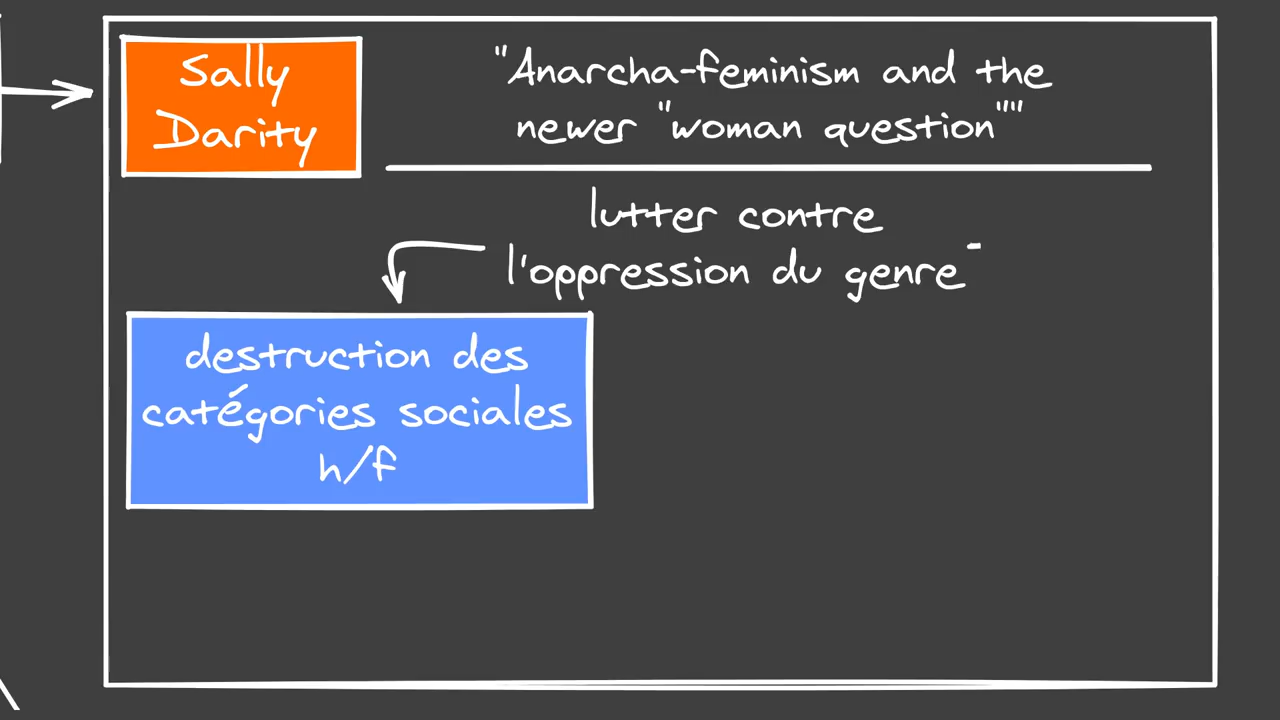 Sally
Darity
"Anarcha-feminism and the
newer "woman question""
lutter contre
l'oppression du genre
destruction des
catégories sociales
h/f